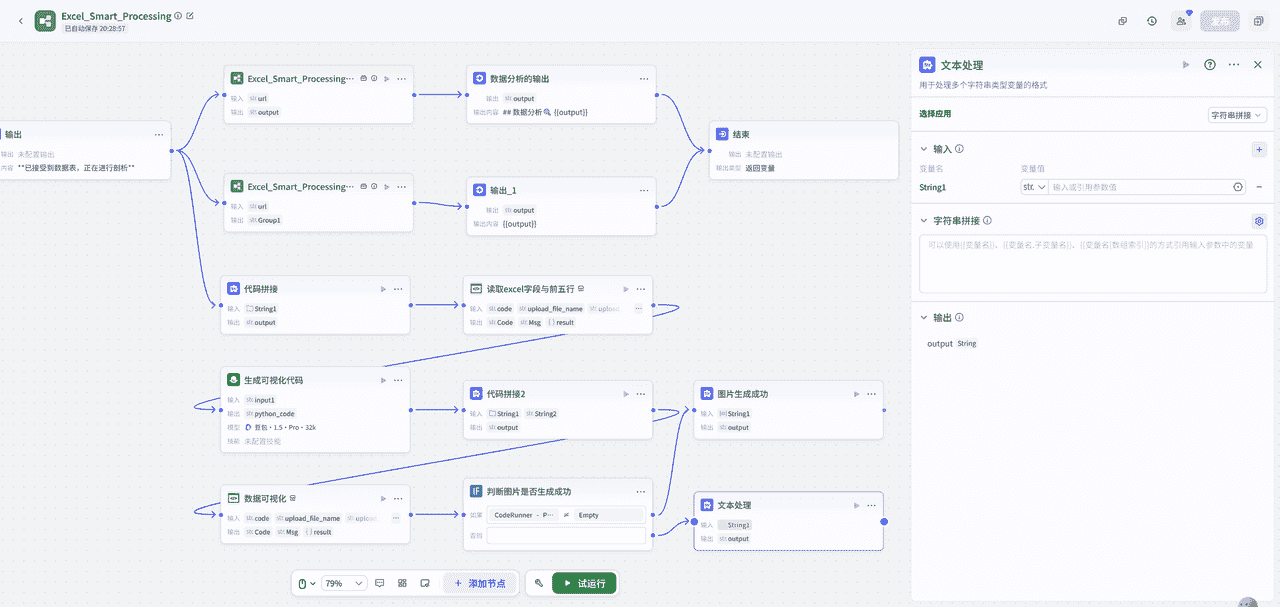 Excel_Smart_Processing
已自动保存 20:28:57
发布
输出
输出 未配置输出
内容 **已接受到数据表，正在进行剖析**
Excel_Smart_Processing···
输入 str. url
输出 str. output
数据分析的输出
输出 str. output
输出内容 ## 数据分析🔍 {{output}}
结束
输出 未配置输出
输出类型 返回变量
Excel_Smart_Processing···
输入 str. url
输出 str. Group1
输出_1
输出 str. output
输出内容 {{output}}
代码拼接
输入 String1
输出 str. output
读取excel字段与前五行
输入 str. code str. upload_file_name str. upload
输出 str. Code str. Msg {} result
生成可视化代码
输入 str. input1
输出 str. python_code
模型 豆包・1.5・Pro・32k
技能 未配置技能
代码拼接2
输入 String1 str. String2
输出 str. output
图片生成成功
输入 String1
输出 str. output
数据可视化
输入 str. code str. upload_file_name str. upload
输出 str. Code str. Msg {} result
判断图片是否生成成功
如果 CodeRunner - P··· ≠ Empty
否则
文本处理
输入 String1
输出 str. output
79%
添加节点
试运行
文本处理
用于处理多个字符串类型变量的格式
选择应用 字符串拼接
输入
变量名 变量值
String1 str. 输入或引用参数值
字符串拼接
可以使用{{变量名}}、{{变量名.子变量名}}、{{变量名[数组索引]}}的方式引用输入参数中的变量
输出
output String